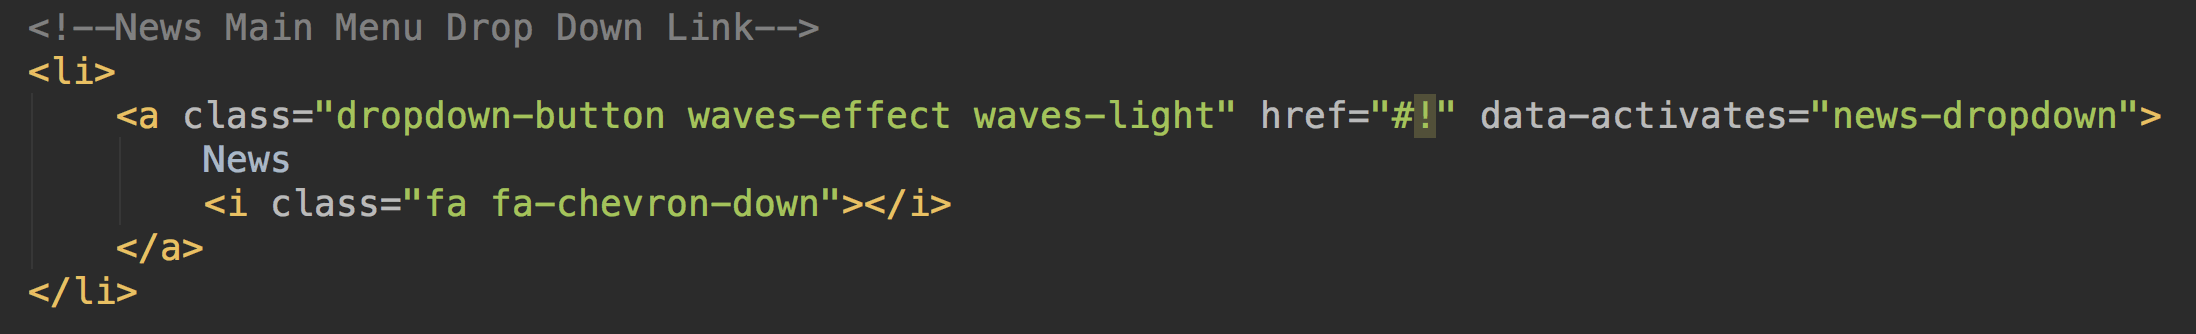 <!--News Main Menu Drop Down Link-->
<li>
    <a class="dropdown-button waves-effect waves-light" href="#!" data-activates="news-dropdown">
        News
        <i class="fa fa-chevron-down"></i>
    </a>
</li>